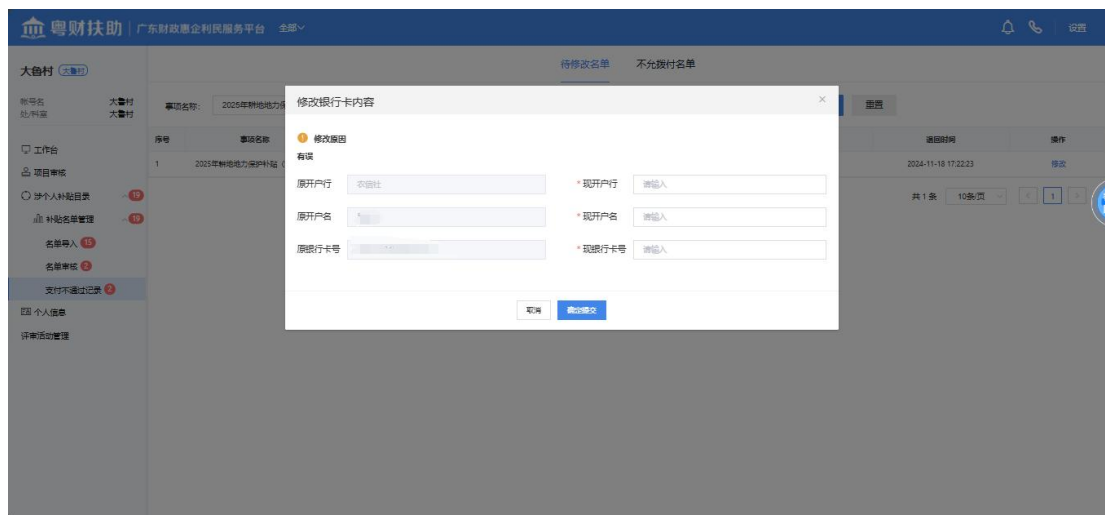 粤财扶助 广东财政惠企利民服务平台 全部
设置
大鲁村 大鲁村
待修改名单 不允拨付名单
帐号名 大鲁村
处/科室 大鲁村
事项名称: 2025年耕地地力保
重置
修改银行卡内容
序号 事项名称 退回时间 操作
修改原因
有误
1 2025年耕地地力保护补贴( 2024-11-18 17:22:23 修改
工作台
项目审核
涉个人补贴目录 19
补贴名单管理 19
名单导入 15
名单审核 2
支付不通过记录 2
个人信息
评审活动管理
原开户行 农信社 *现开户行 请输入
共1条 10条/页 1
原开户名 *现开户名 请输入
原银行卡号 *现银行卡号 请输入
取消 确定提交